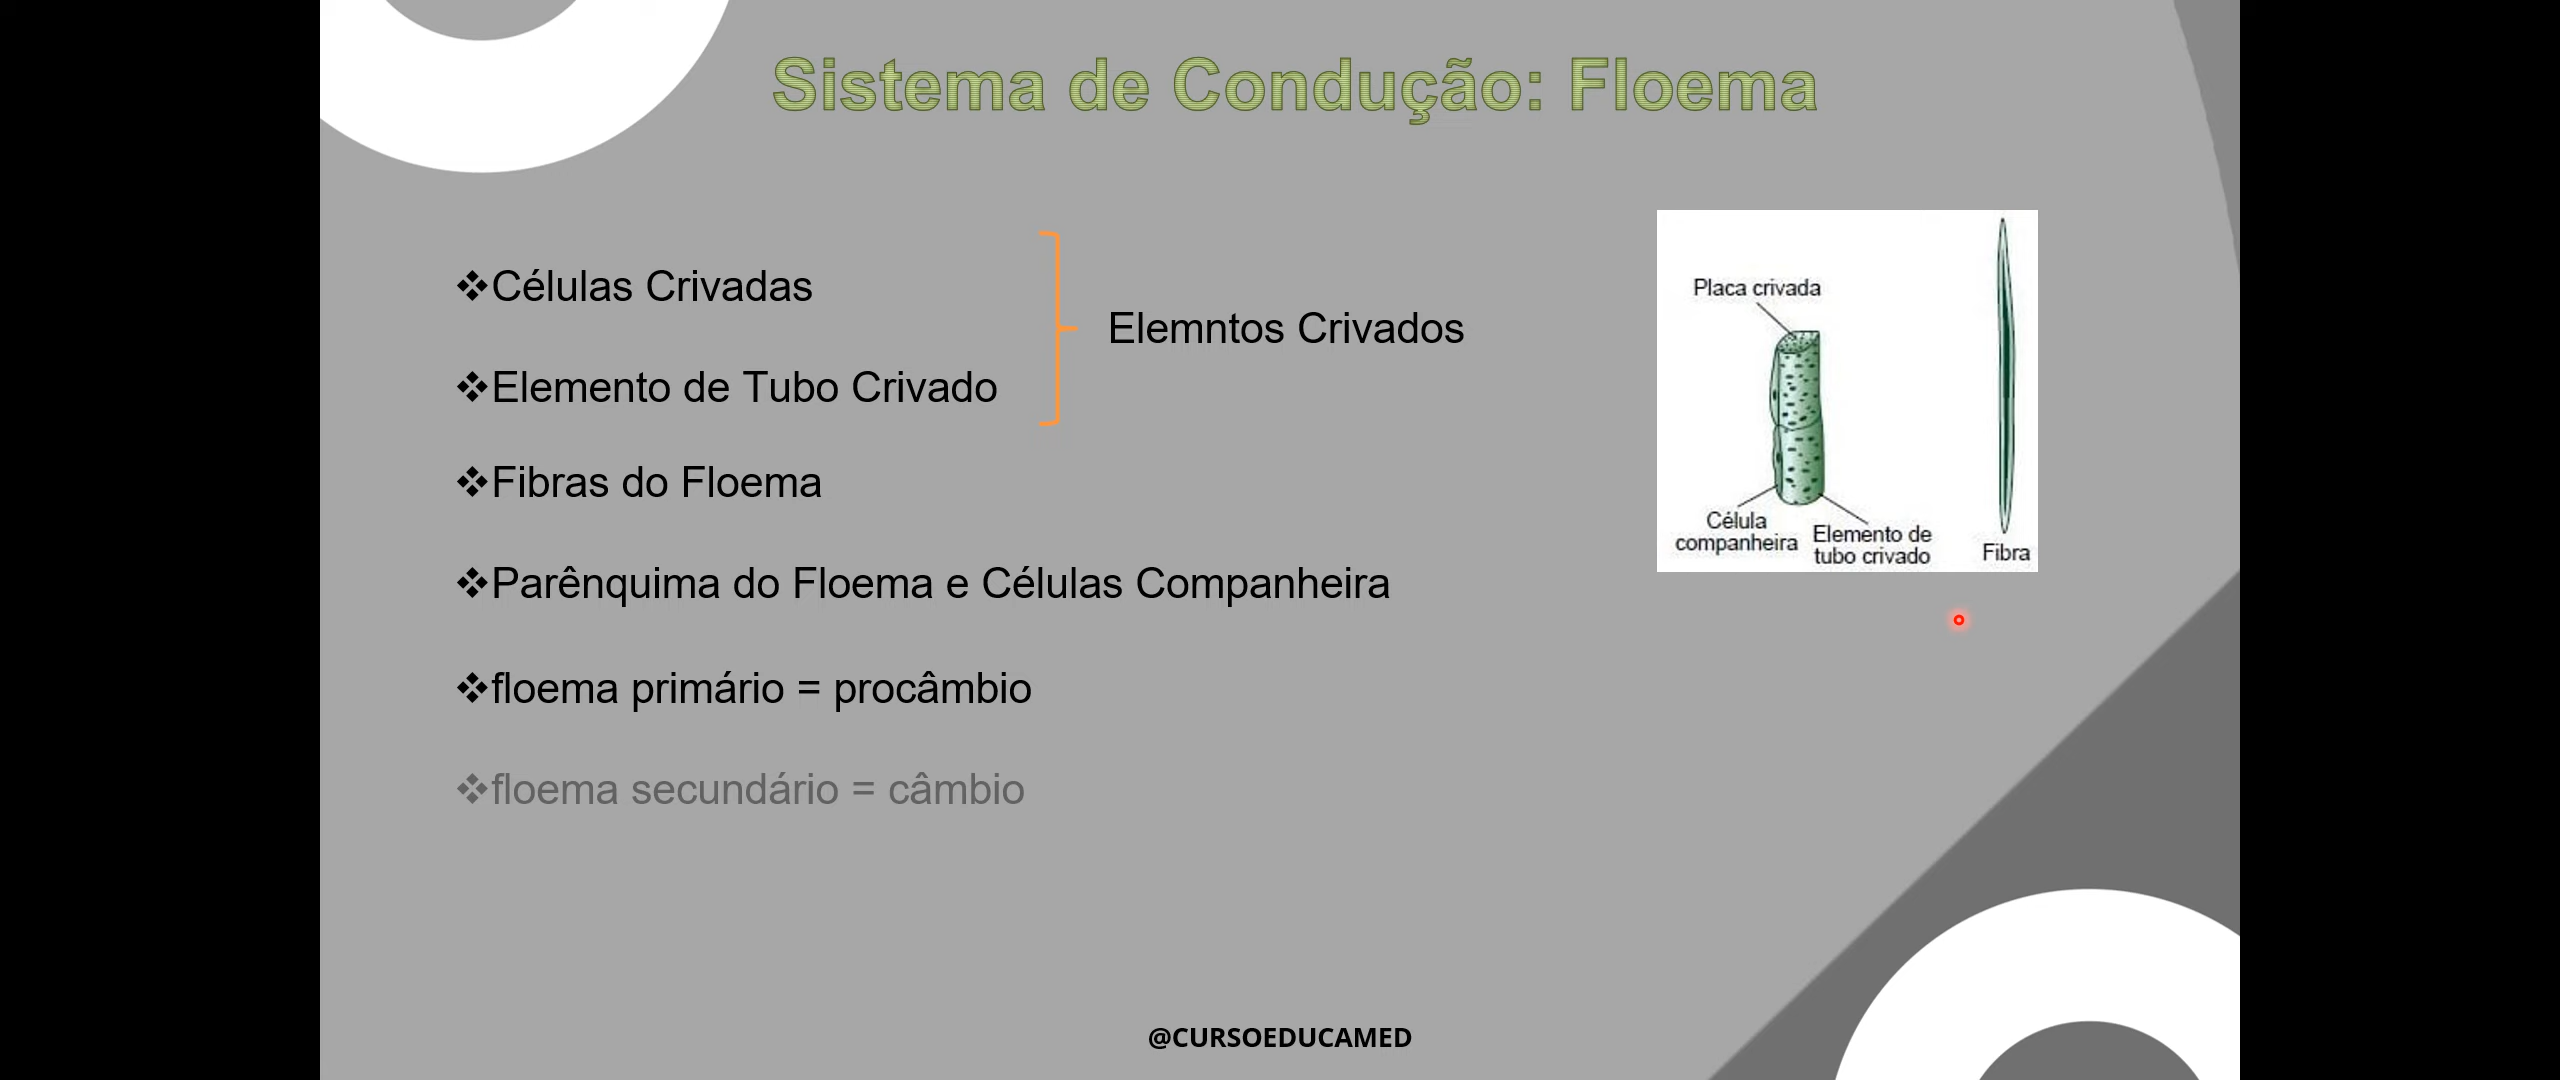 Sistema de Condução: Floema
❖Células Crivadas
❖Elemento de Tubo Crivado
Elemntos Crivados
❖Fibras do Floema
❖Parênquima do Floema e Células Companheira
❖floema primário = procâmbio
❖floema secundário = câmbio
Placa crivada
Célula
companheira
Elemento de
tubo crivado
Fibra
@CURSOEDUCAMED